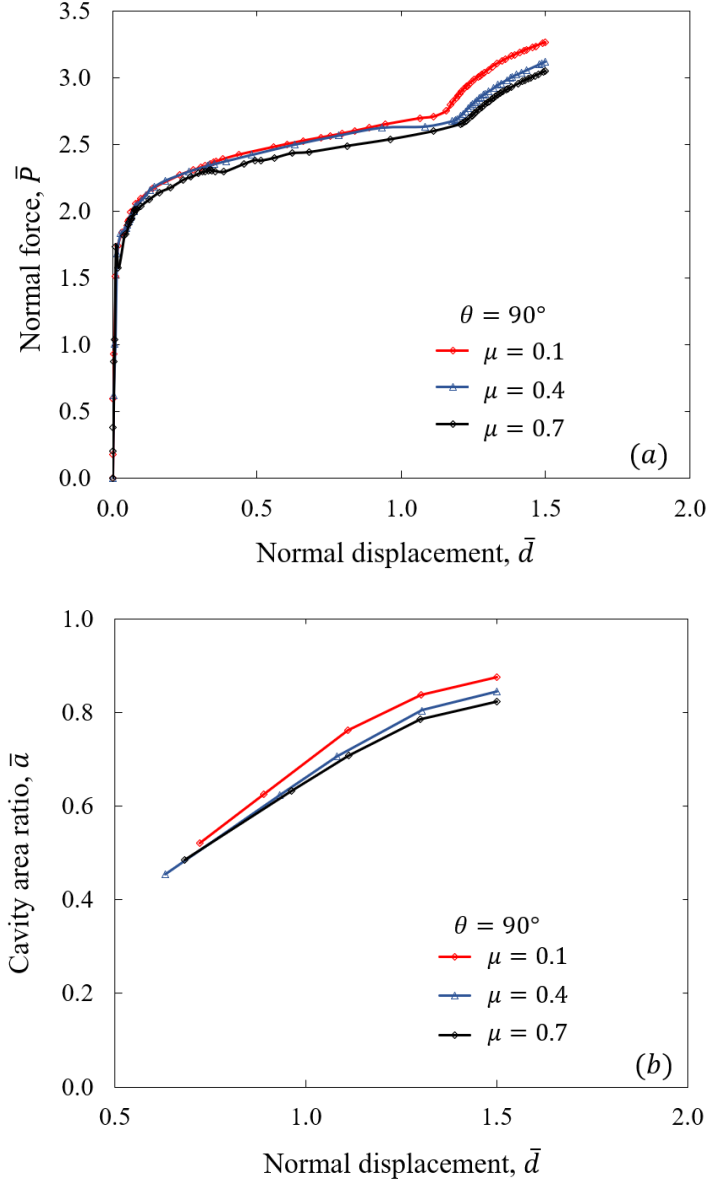 3.5
3.0
2.5
2.0
1.5
1.0
0.5
0.0
Normal force, P̄
θ = 90°
μ = 0.1
μ = 0.4
μ = 0.7
(a)
0.0 0.5 1.0 1.5 2.0
Normal displacement, d̄
1.0
0.8
0.6
0.4
0.2
0.0
Cavity area ratio, ā
θ = 90°
μ = 0.1
μ = 0.4
μ = 0.7
(b)
0.5 1.0 1.5 2.0
Normal displacement, d̄